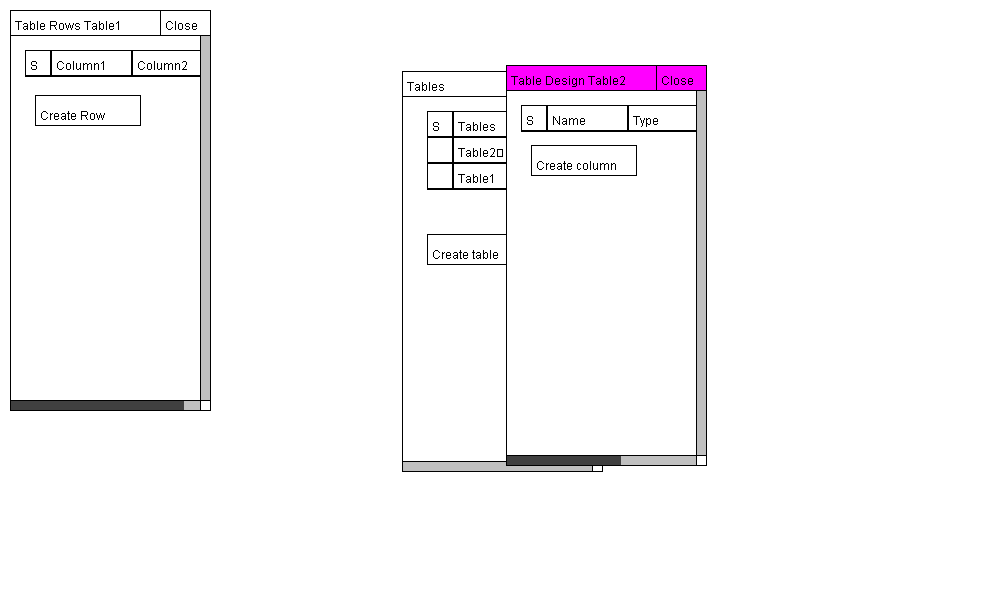 Table Rows Table1 Close
S Column1 Column2
Create Row
Tables
S Tables
Table2▯
Table1
Create table
Table Design Table2 Close
S Name Type
Create column